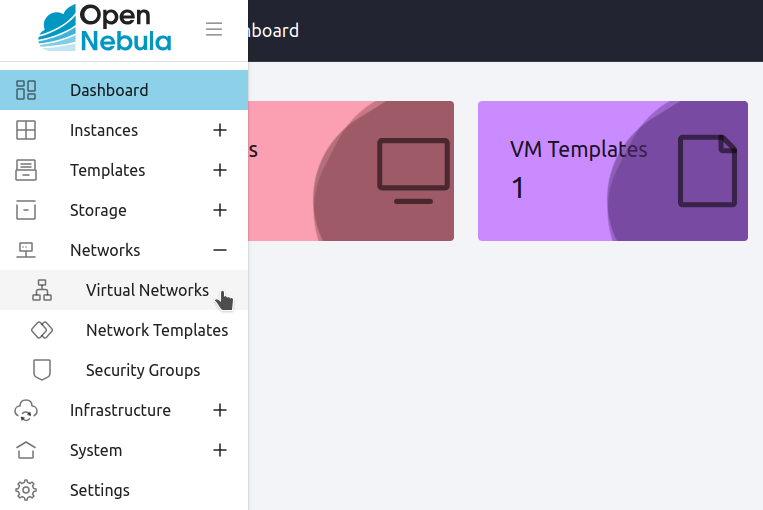 Open
Nebula
Dashboard
Instances
Templates
Storage
Networks
Virtual Networks
Network Templates
Security Groups
Infrastructure
System
Settings
VM Templates
1